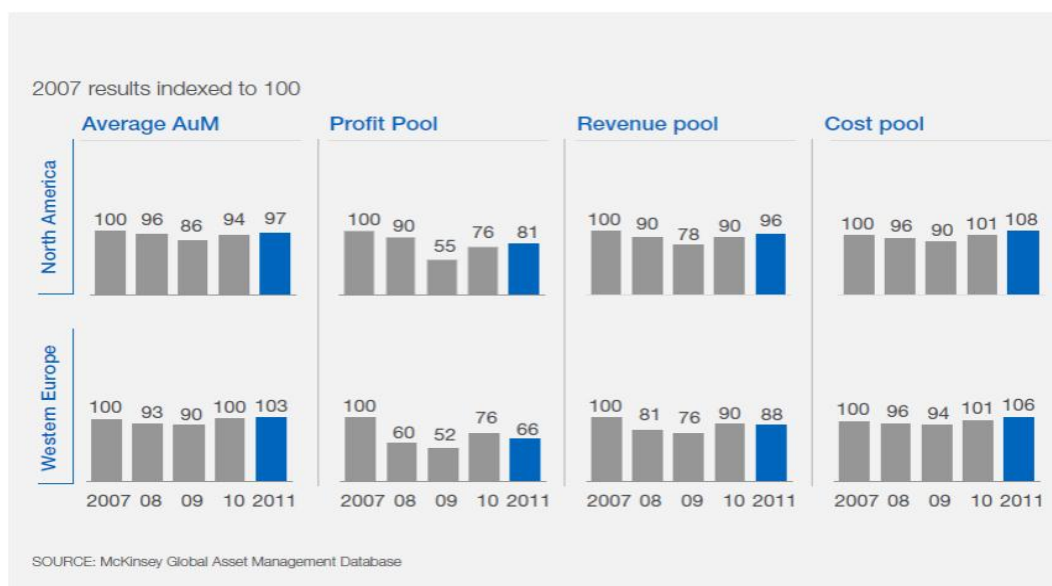 2007 results indexed to 100
Average AuM
Profit Pool
Revenue pool
Cost pool
North America
100 96 86 94 97
100 90 55 76 81
100 90 78 90 96
100 96 90 101 108
Western Europe
100 93 90 100 103
100 60 52 76 66
100 81 76 90 88
100 96 94 101 106
2007 08 09 10 2011
2007 08 09 10 2011
2007 08 09 10 2011
2007 08 09 10 2011
SOURCE: McKinsey Global Asset Management Database